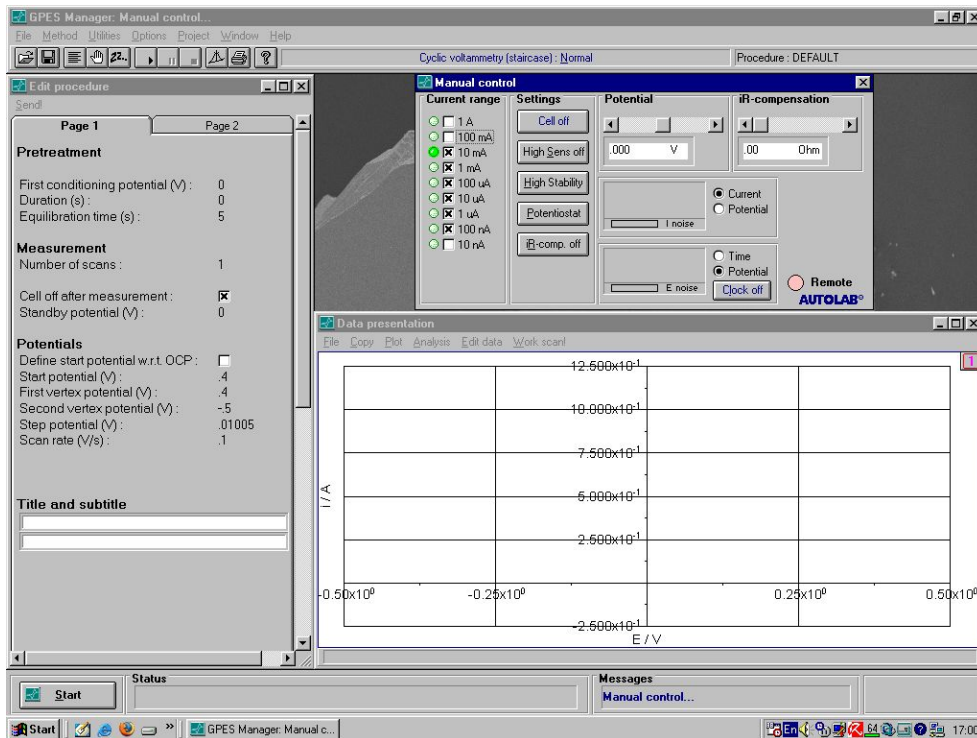 GPES Manager: Manual control...
File Method Utilities Options Project Window Help
Cyclic voltammetry (staircase) : Normal
Procedure : DEFAULT
Edit procedure
Send!
Page 1
Page 2
Pretreatment
First conditioning potential (V) : 0
Duration (s) : 0
Equilibration time (s) : 5
Measurement
Number of scans : 1
Cell off after measurement :
Standby potential (V) : 0
Potentials
Define start potential w.r.t. OCP :
Start potential (V) : .4
First vertex potential (V) : .4
Second vertex potential (V) : -.5
Step potential (V) : .01005
Scan rate (V/s) : .1
Title and subtitle
Manual control
Current range
1 A
100 mA
10 mA
1 mA
100 uA
10 uA
1 uA
100 nA
10 nA
Settings
Cell off
High Sens off
High Stability
Potentiostat
iR-comp. off
Potential
.000 V
iR-compensation
.00 Ohm
I noise
Current
Potential
E noise
Time
Potential
Clock off
Remote
AUTOLAB®
Data presentation
File Copy Plot Analysis Edit data Work scan!
1
12.500x10⁻¹
10.000x10⁻¹
7.500x10⁻¹
5.000x10⁻¹
2.500x10⁻¹
-2.500x10⁻¹
i / A
-0.50x10⁰ -0.25x10⁰ 0.25x10⁰ 0.50x10⁰
E / V
Start
Status
Messages
Manual control...
Start
»
GPES Manager: Manual c...
En
64
17:00